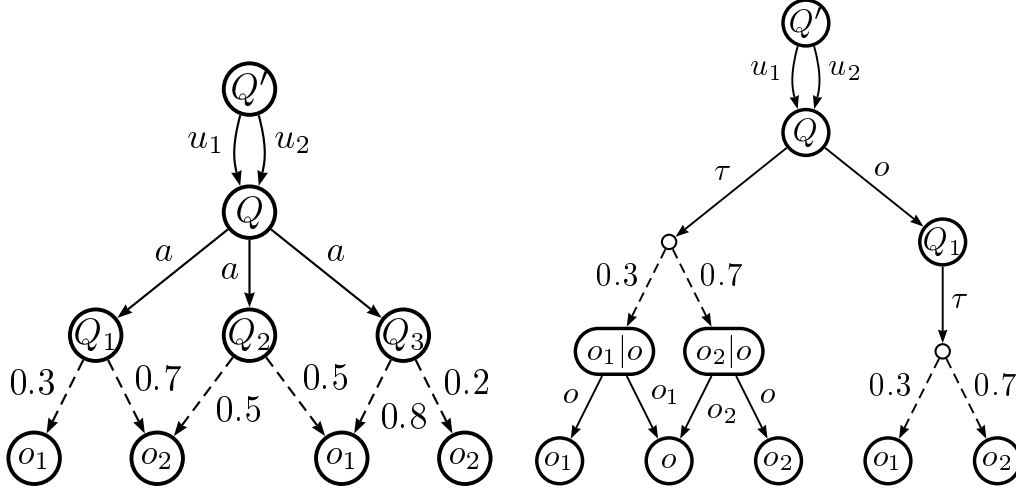 Q′
u₁ u₂
Q
a a a
Q₁ Q₂ Q₃
0.3 0.7 0.5 0.5 0.8 0.2
o₁ o₂ o₁ o₂
Q′
u₁ u₂
Q
τ o
Q₁
0.3 0.7 τ
o₁|o o₂|o
o o₁ o₂ o 0.3 0.7
o₁ o o₂ o₁ o₂